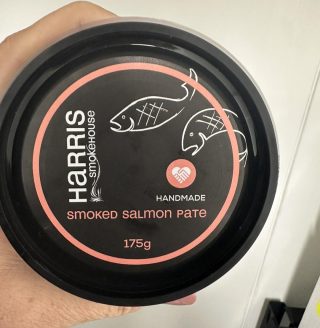 HARRIS
smokeHouse
HANDMADE
smoked salmon pate
175g